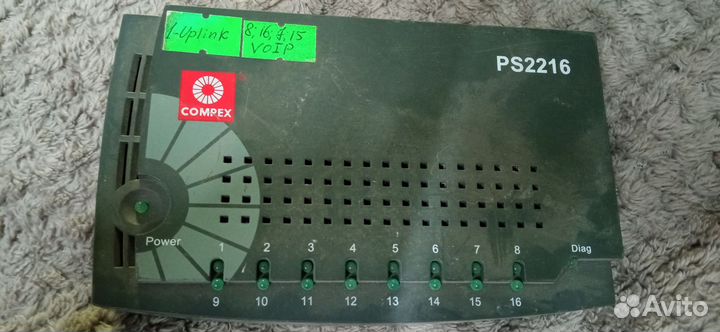 1-Uplink
8; 16, 7, 15
VOIP
PS2216
COMPEX
Power
1 2 3 4 5 6 7 8
Diag
9 10 11 12 13 14 15 16
Avito